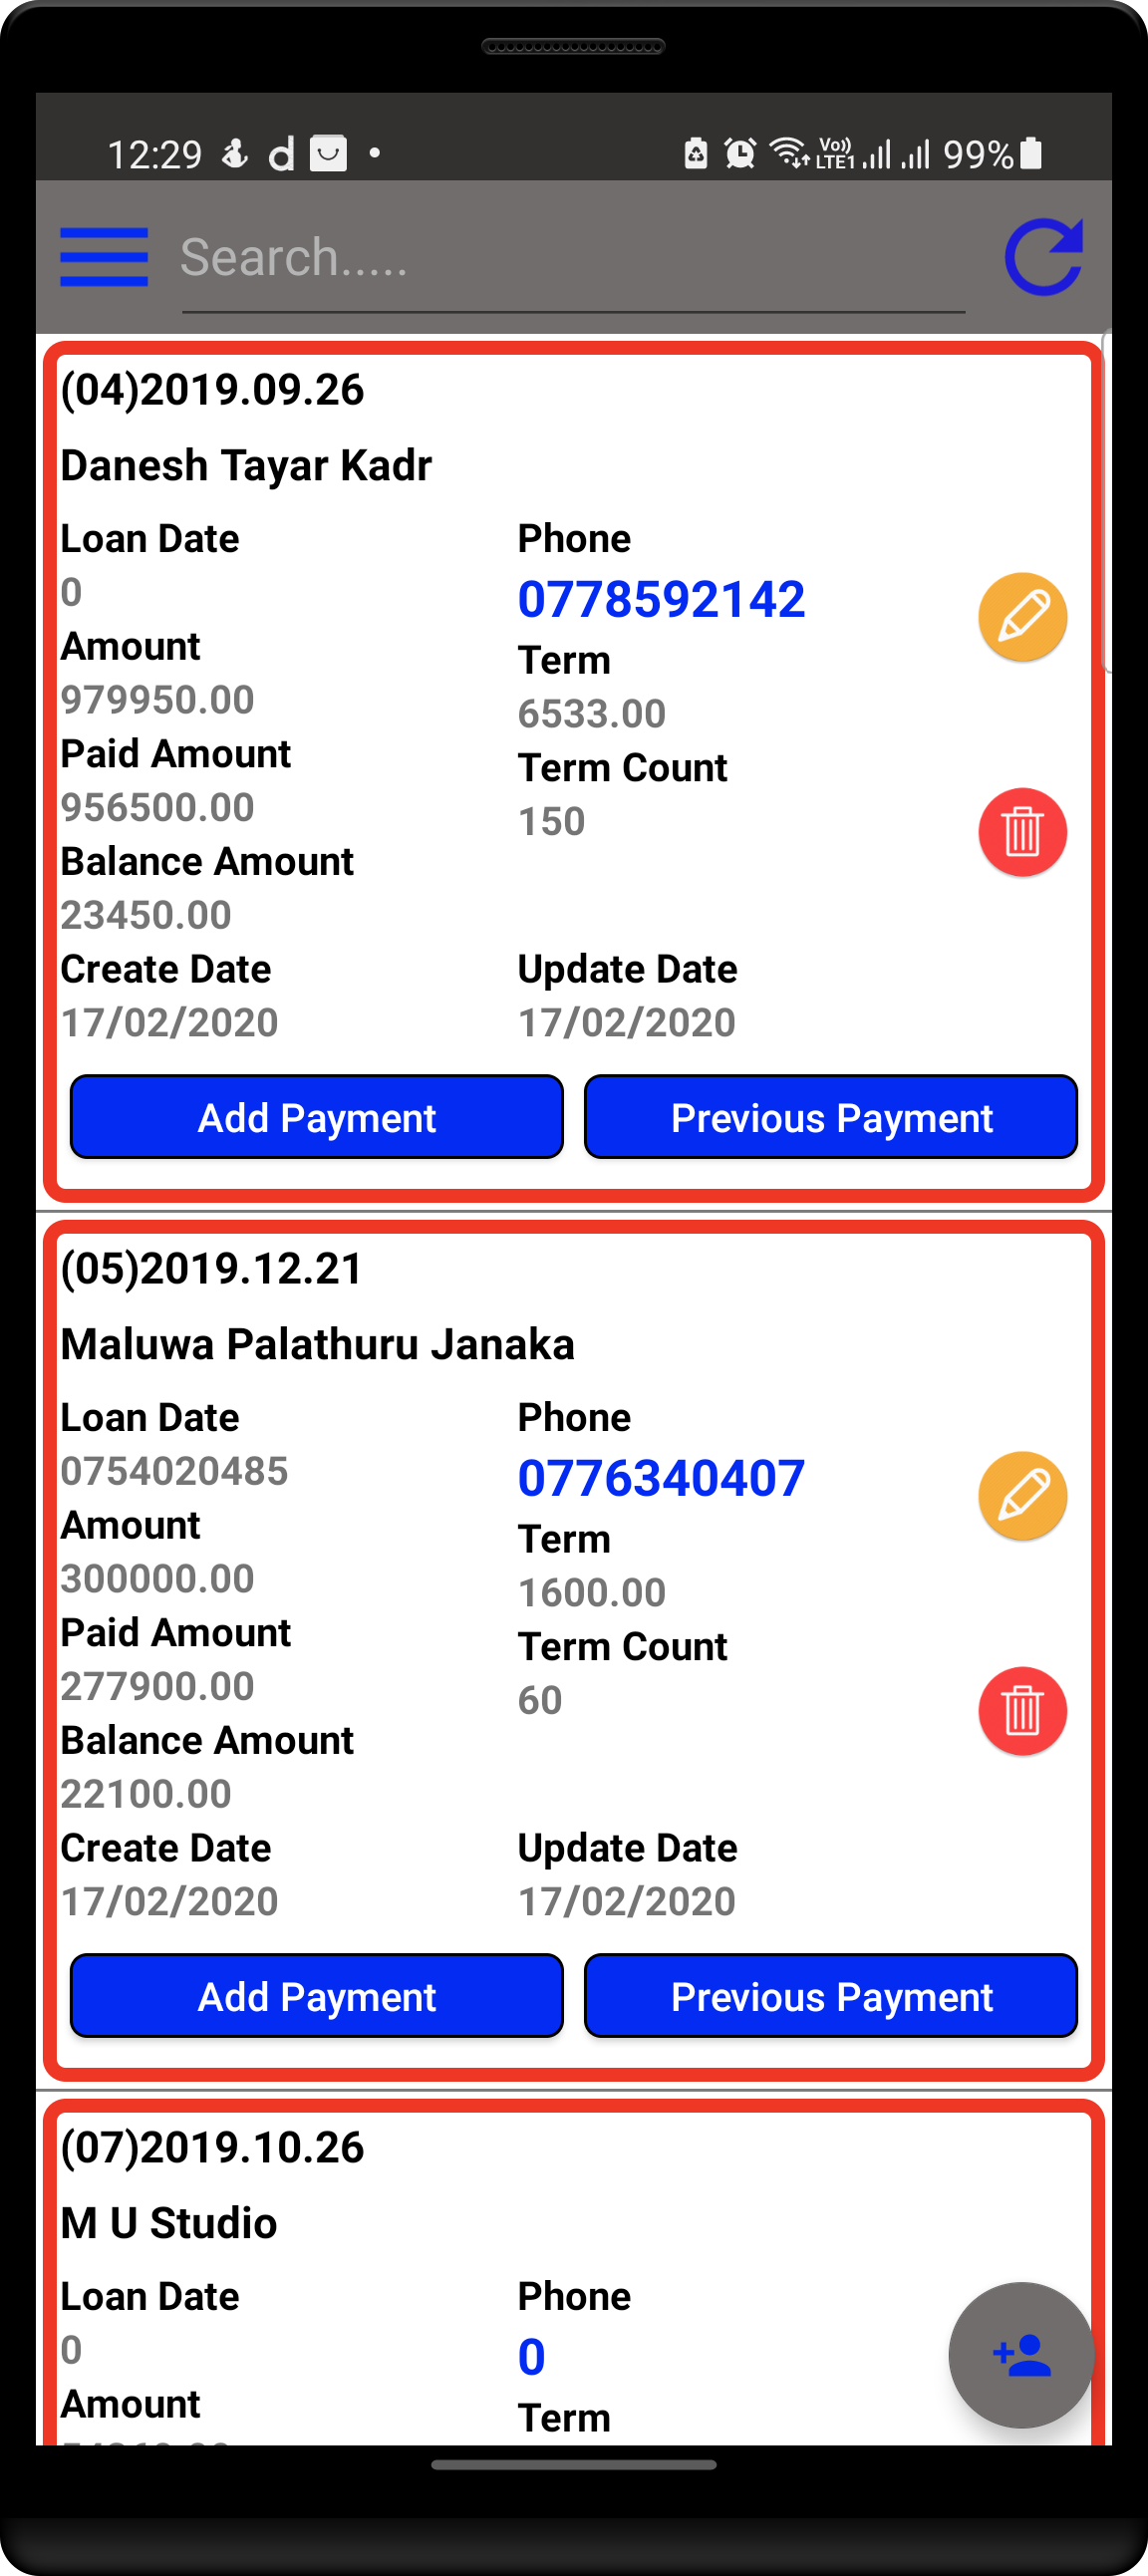 12:29
Vo))
LTE1
99%
Search.....
(04)2019.09.26
Danesh Tayar Kadr
Loan Date
Phone
0
0778592142
Amount
Term
979950.00
6533.00
Paid Amount
Term Count
956500.00
150
Balance Amount
23450.00
Create Date
Update Date
17/02/2020
17/02/2020
Add Payment
Previous Payment
(05)2019.12.21
Maluwa Palathuru Janaka
Loan Date
Phone
0754020485
0776340407
Amount
Term
300000.00
1600.00
Paid Amount
Term Count
277900.00
60
Balance Amount
22100.00
Create Date
Update Date
17/02/2020
17/02/2020
Add Payment
Previous Payment
(07)2019.10.26
M U Studio
Loan Date
Phone
0
0
Amount
Term